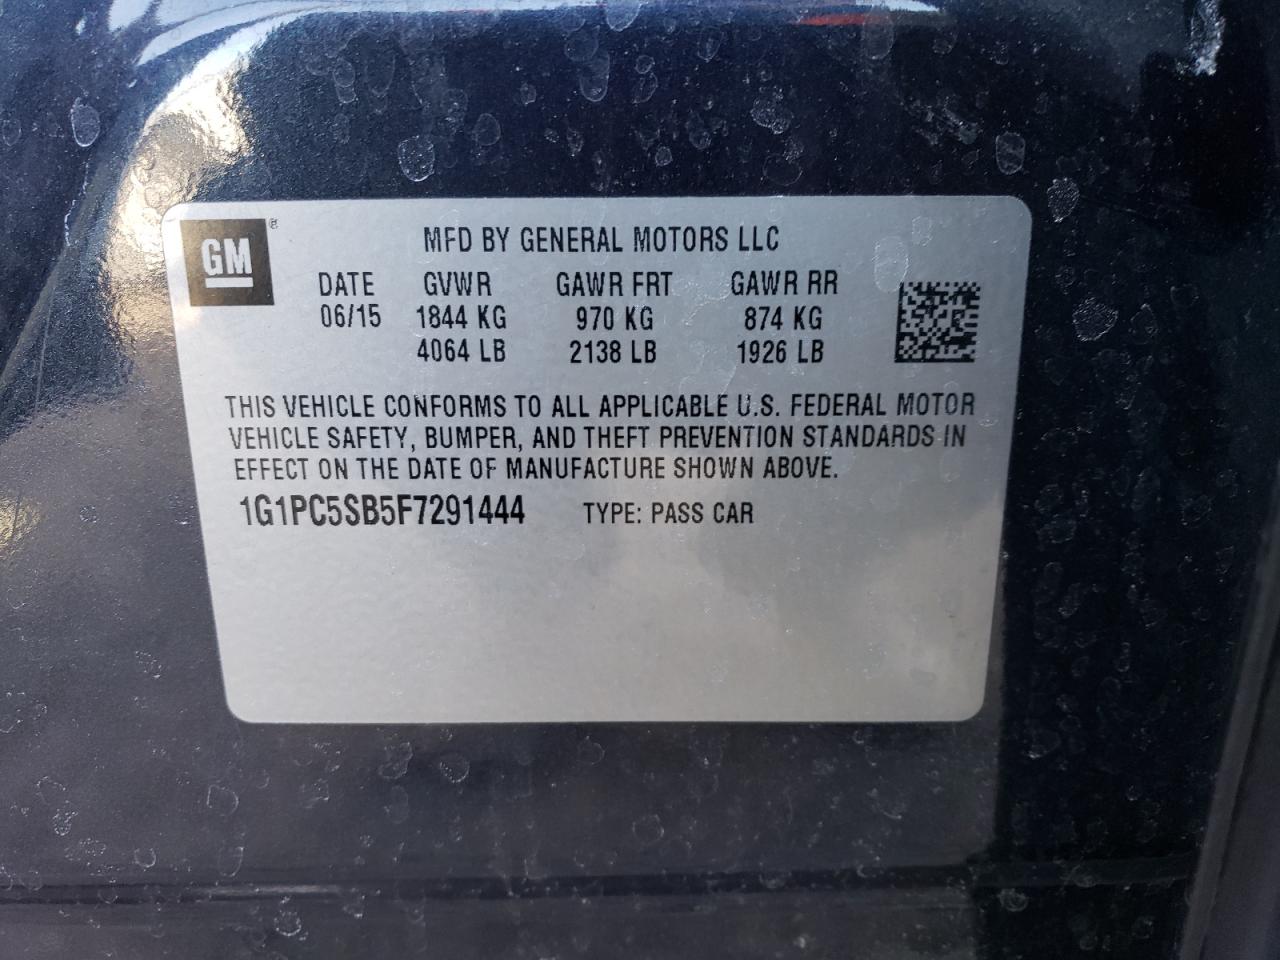 GM ®
MFD BY GENERAL MOTORS LLC
DATE GVWR GAWR FRT GAWR RR
06/15 1844 KG 970 KG 874 KG
4064 LB 2138 LB 1926 LB
THIS VEHICLE CONFORMS TO ALL APPLICABLE U.S. FEDERAL MOTOR
VEHICLE SAFETY, BUMPER, AND THEFT PREVENTION STANDARDS IN
EFFECT ON THE DATE OF MANUFACTURE SHOWN ABOVE.
1G1PC5SB5F7291444 TYPE: PASS CAR